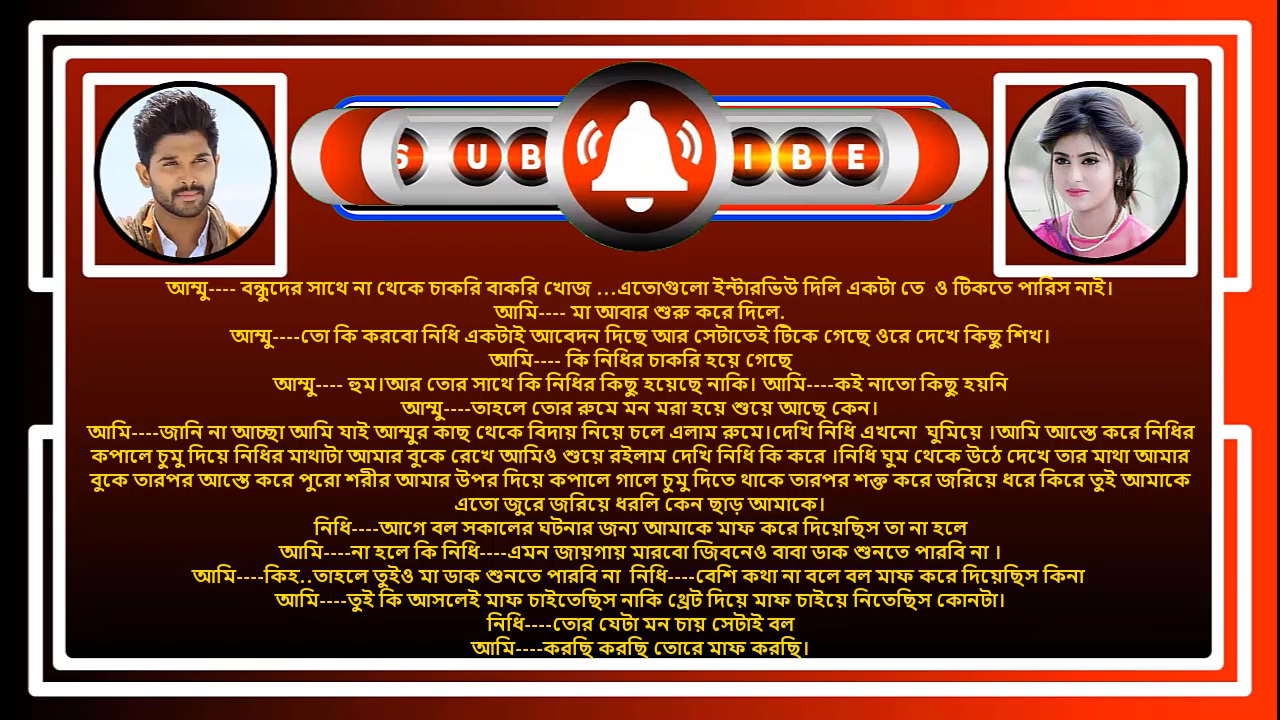 S UB IBE
আম্মু---- বন্ধুদের সাথে না থেকে চাকরি বাকরি খোজ ...এতোগুলো ইন্টারভিউ দিলি একটা তে ও টিকতে পারিস নাই।
আমি---- মা আবার শুরু করে দিলে.
আম্মু----তো কি করবো নিধি একটাই আবেদন দিছে আর সেটাতেই টিকে গেছে ওরে দেখে কিছু শিখ।
আমি---- কি নিধির চাকরি হয়ে গেছে
আম্মু---- হুম।আর তোর সাথে কি নিধির কিছু হয়েছে নাকি। আমি----কই নাতো কিছু হয়নি
আম্মু----তাহলে তোর রুমে মন মরা হয়ে শুয়ে আছে কেন।
আমি----জানি না আচ্ছা আমি যাই আম্মুর কাছ থেকে বিদায় নিয়ে চলে এলাম রুমে।দেখি নিধি এখনো ঘুমিয়ে ।আমি আস্তে করে নিধির
কপালে চুমু দিয়ে নিধির মাথাটা আমার বুকে রেখে আমিও শুয়ে রইলাম দেখি নিধি কি করে ।নিধি ঘুম থেকে উঠে দেখে তার মাথা আমার
বুকে তারপর আস্তে করে পুরো শরীর আমার উপর দিয়ে কপালে গালে চুমু দিতে থাকে তারপর শক্ত করে জরিয়ে ধরে কিরে তুই আমাকে
এতো জুরে জরিয়ে ধরলি কেন ছাড় আমাকে।
নিধি----আগে বল সকালের ঘটনার জন্য আমাকে মাফ করে দিয়েছিস তা না হলে
আমি----না হলে কি নিধি----এমন জায়গায় মারবো জিবনেও বাবা ডাক শুনতে পারবি না ।
আমি----কিহ..তাহলে তুইও মা ডাক শুনতে পারবি না নিধি----বেশি কথা না বলে বল মাফ করে দিয়েছিস কিনা
আমি----তুই কি আসলেই মাফ চাইতেছিস নাকি থ্রেট দিয়ে মাফ চাইয়ে নিতেছিস কোনটা।
নিধি----তোর যেটা মন চায় সেটাই বল
আমি----করছি করছি তোরে মাফ করছি।